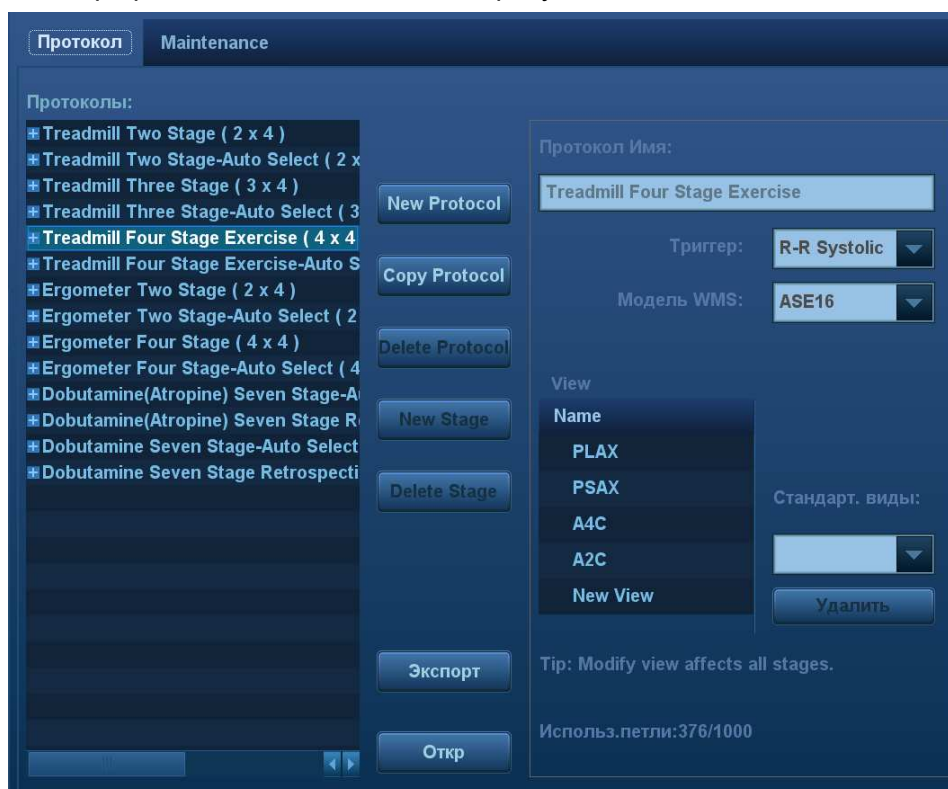 Протокол Maintenance
Протоколы:
Treadmill Two Stage ( 2 x 4 )
Treadmill Two Stage-Auto Select ( 2 x
Treadmill Three Stage ( 3 x 4 )
Treadmill Three Stage-Auto Select ( 3
Treadmill Four Stage Exercise ( 4 x 4
Treadmill Four Stage Exercise-Auto S
Ergometer Two Stage ( 2 x 4 )
Ergometer Two Stage-Auto Select ( 2
Ergometer Four Stage ( 4 x 4 )
Ergometer Four Stage-Auto Select ( 4
Dobutamine(Atropine) Seven Stage-A
Dobutamine(Atropine) Seven Stage R
Dobutamine Seven Stage-Auto Select
Dobutamine Seven Stage Retrospecti
New Protocol
Copy Protocol
Delete Protocol
New Stage
Delete Stage
Экспорт
Откр
Протокол Имя:
Treadmill Four Stage Exercise
Триггер: R-R Systolic
Модель WMS: ASE16
View
Name
PLAX
PSAX
A4C
A2C
New View
Стандарт. виды:
Удалить
Tip: Modify view affects all stages.
Использ.петли:376/1000